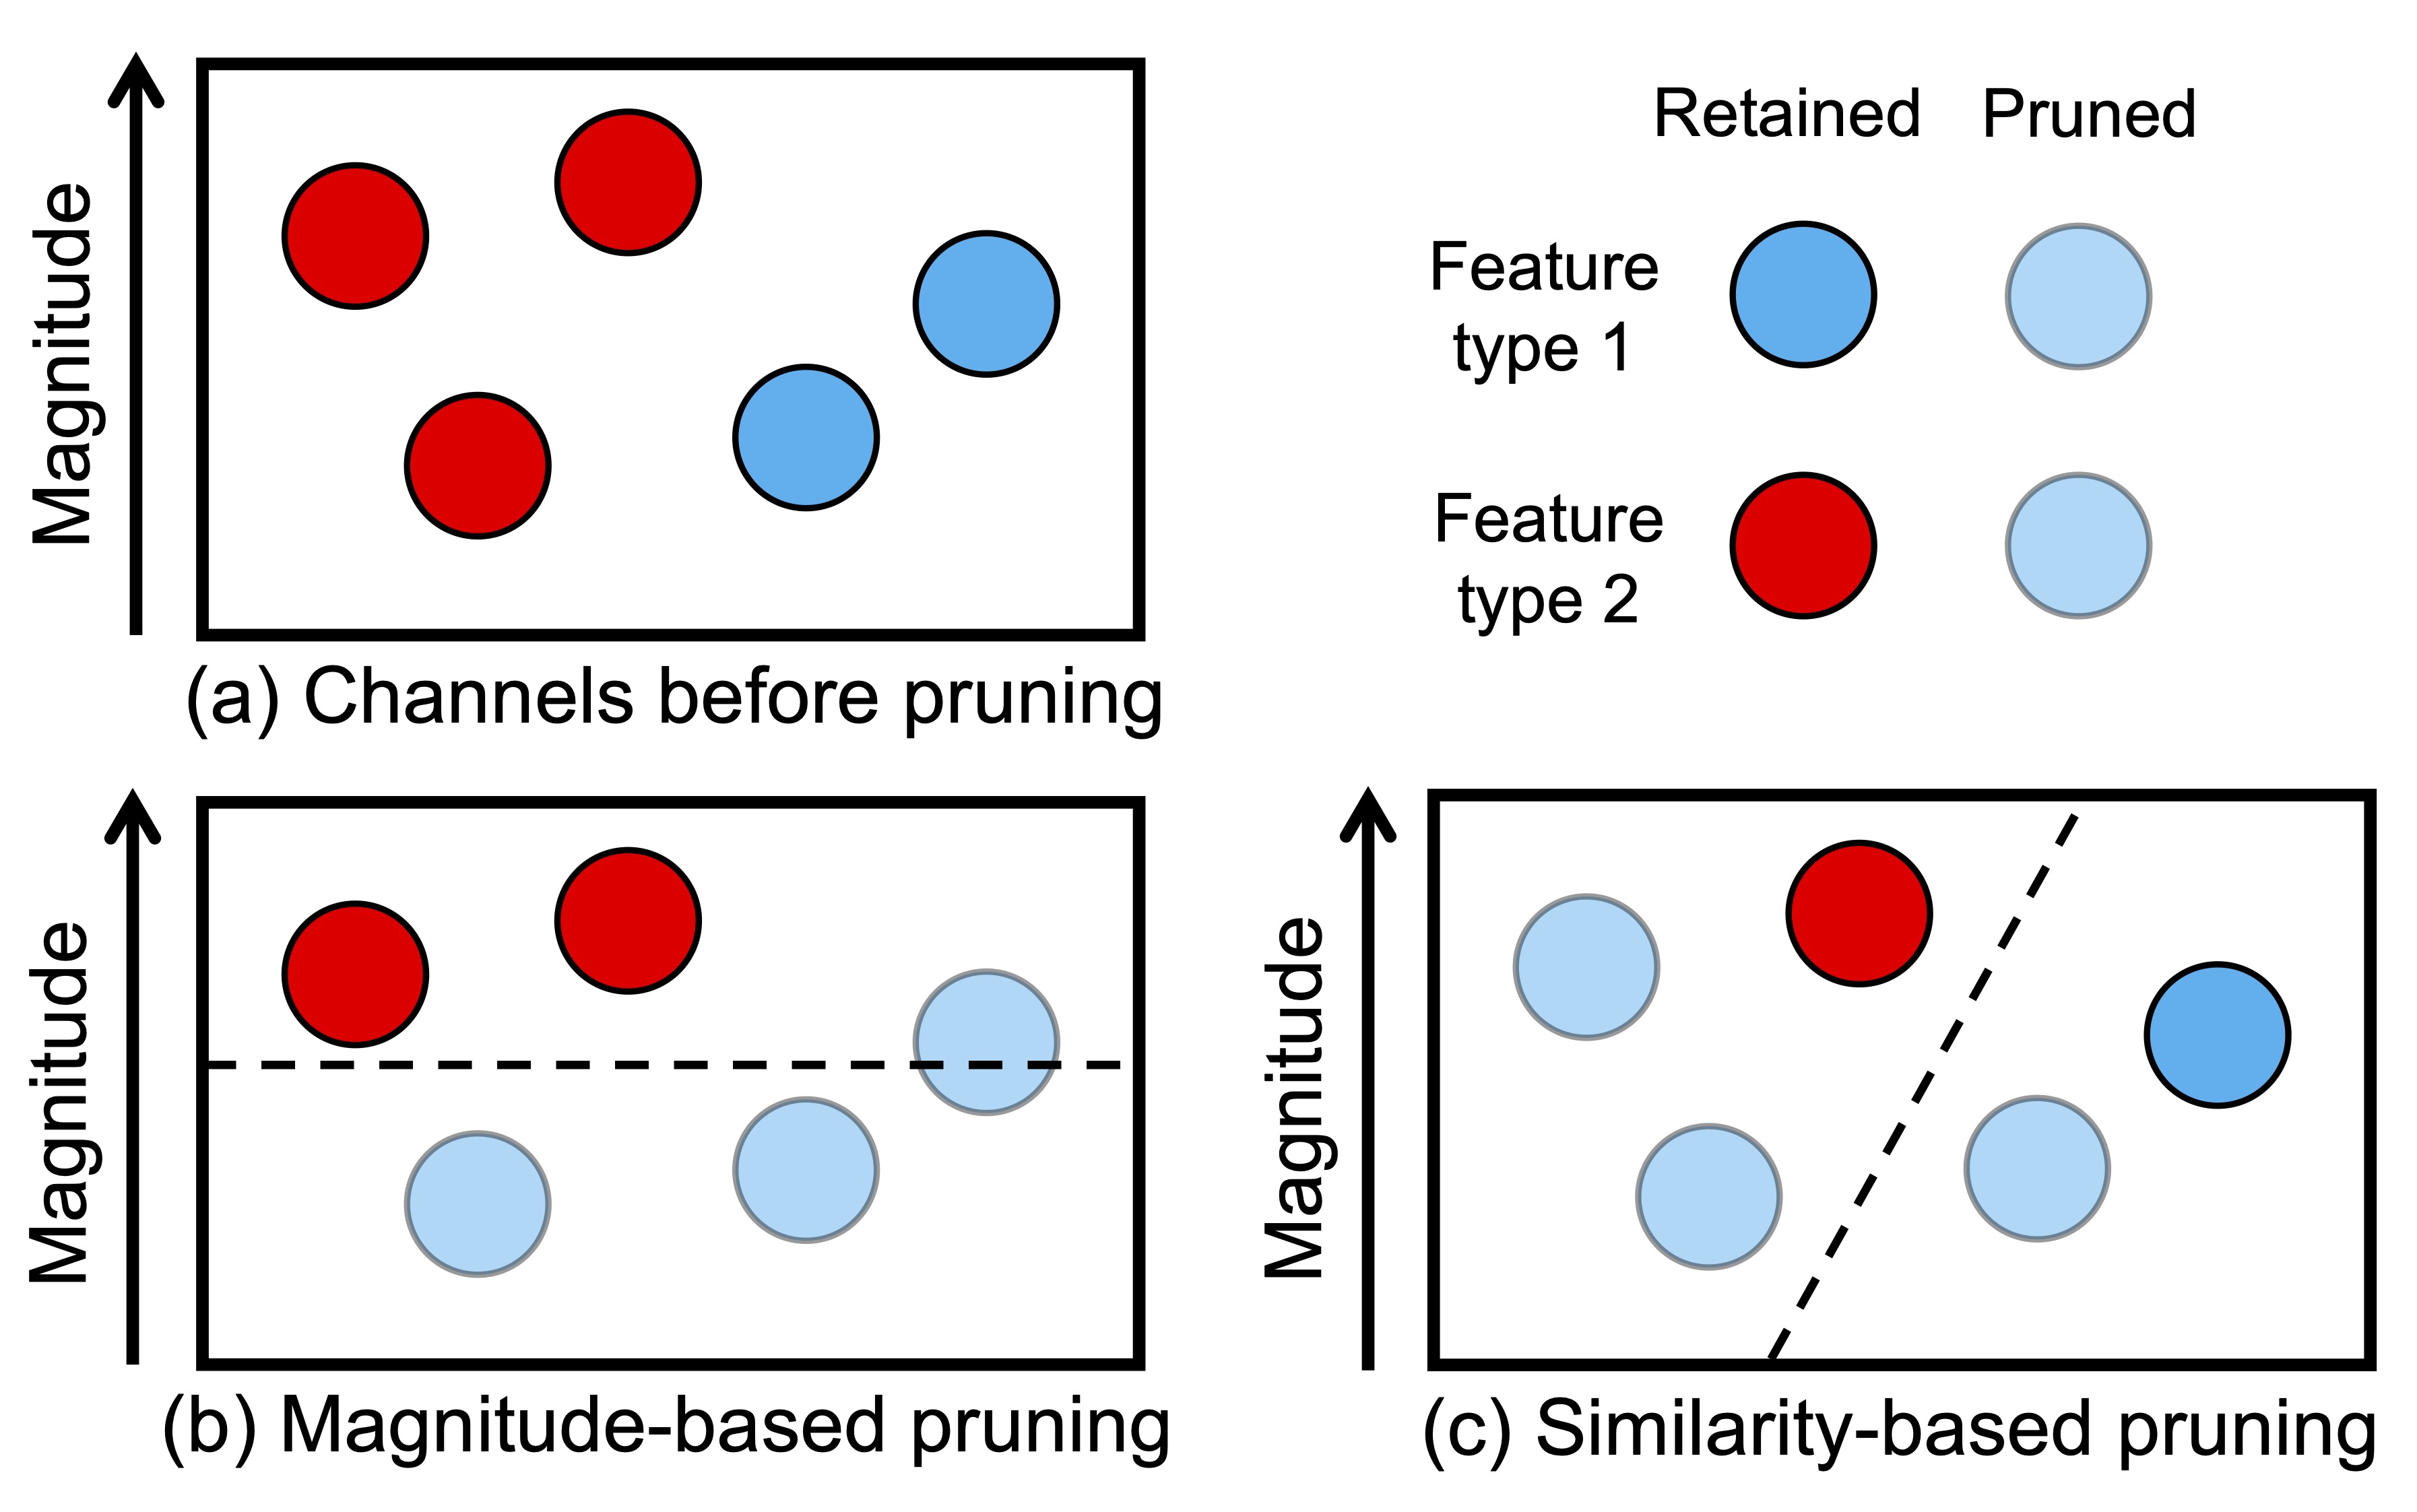 Magnitude
(a) Channels before pruning
Retained Pruned
Feature
type 1
Feature
type 2
Magnitude
(b) Magnitude-based pruning
Magnitude
(c) Similarity-based pruning